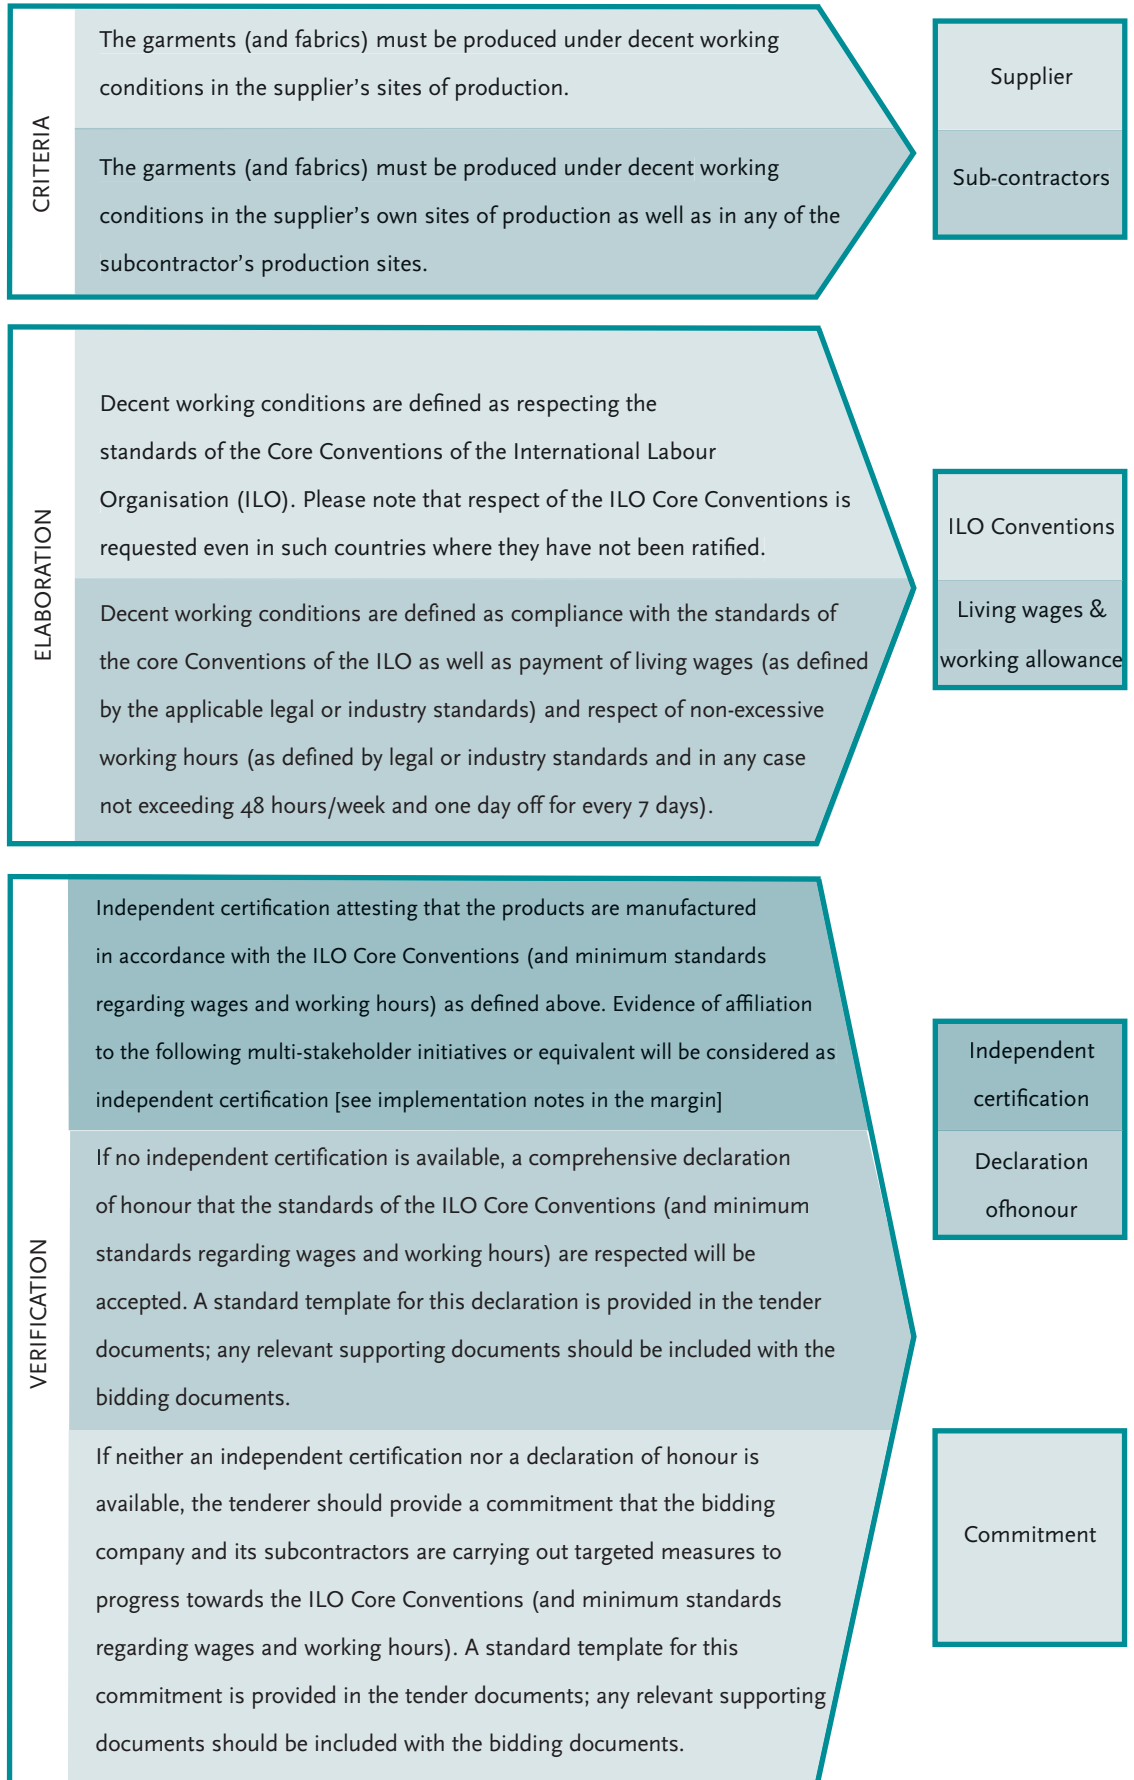 CRITERIA
The garments (and fabrics) must be produced under decent working
conditions in the supplier's sites of production.
The garments (and fabrics) must be produced under decent working
conditions in the supplier's own sites of production as well as in any of the
subcontractor's production sites.
Supplier
Sub-contractors
ELABORATION
Decent working conditions are defined as respecting the
standards of the Core Conventions of the International Labour
Organisation (ILO). Please note that respect of the ILO Core Conventions is
requested even in such countries where they have not been ratified.
Decent working conditions are defined as compliance with the standards of
the core Conventions of the ILO as well as payment of living wages (as defined
by the applicable legal or industry standards) and respect of non-excessive
working hours (as defined by legal or industry standards and in any case
not exceeding 48 hours/week and one day off for every 7 days).
ILO Conventions
Living wages &
working allowance
VERIFICATION
Independent certification attesting that the products are manufactured
in accordance with the ILO Core Conventions (and minimum standards
regarding wages and working hours) as defined above. Evidence of affiliation
to the following multi-stakeholder initiatives or equivalent will be considered as
independent certification [see implementation notes in the margin]
If no independent certification is available, a comprehensive declaration
of honour that the standards of the ILO Core Conventions (and minimum
standards regarding wages and working hours) are respected will be
accepted. A standard template for this declaration is provided in the tender
documents; any relevant supporting documents should be included with the
bidding documents.
If neither an independent certification nor a declaration of honour is
available, the tenderer should provide a commitment that the bidding
company and its subcontractors are carrying out targeted measures to
progress towards the ILO Core Conventions (and minimum standards
regarding wages and working hours). A standard template for this
commitment is provided in the tender documents; any relevant supporting
documents should be included with the bidding documents.
Independent
certification
Declaration
ofhonour
Commitment